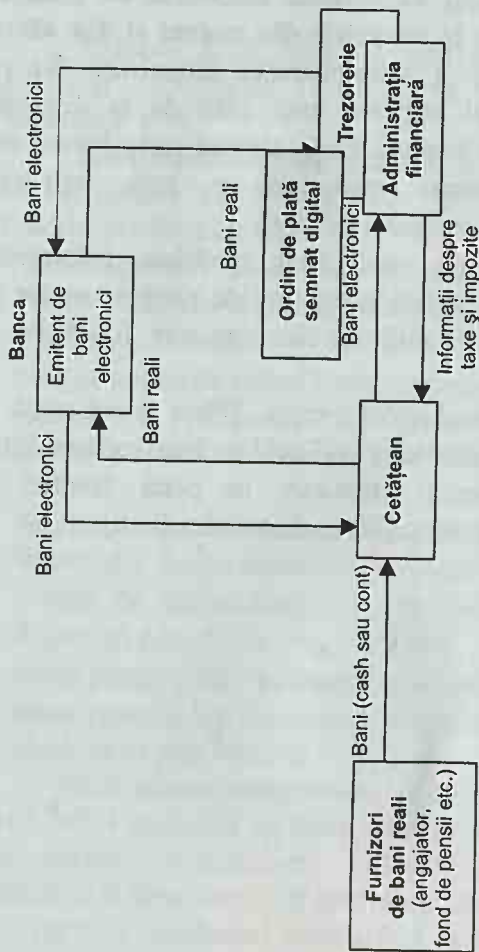 Bani electronici
Bani reali
Banca
Emitent de
bani
electronici
Bani electronici
Bani reali
Bani reali
Ordin de plată
semnat digital
Bani electronici
Trezorerie
Administrația
financiară
Informații despre
taxe și impozite
Cetățean
Bani (cash sau cont)
Furnizori
de bani reali
(angajator,
fond de pensii etc.)